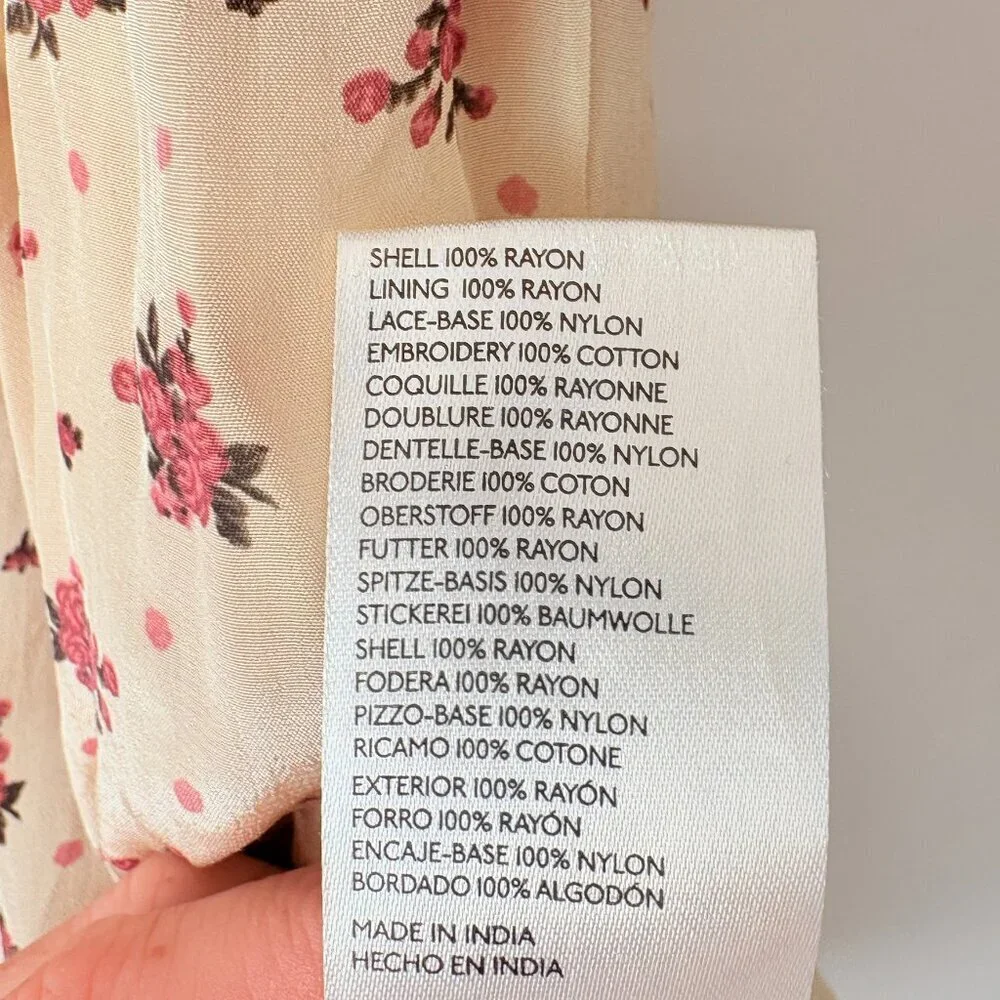 SHELL 100% RAYON
LINING 100% RAYON
LACE-BASE 100% NYLON
EMBROIDERY 100% COTTON
COQUILLE 100% RAYONNE
DOUBLURE 100% RAYONNE
DENTELLE-BASE 100% NYLON
BRODERIE 100% COTON
OBERSTOFF 100% RAYON
FUTTER 100% RAYON
SPITZE-BASIS 100% NYLON
STICKEREI 100% BAUMWOLLE
SHELL 100% RAYON
FODERA 100% RAYON
PIZZO-BASE 100% NYLON
RICAMO 100% COTONE
EXTERIOR 100% RAYÓN
FORRO 100% RAYÓN
ENCAJE-BASE 100% NYLON
BORDADO 100% ALGODÓN
MADE IN INDIA
HECHO EN INDIA